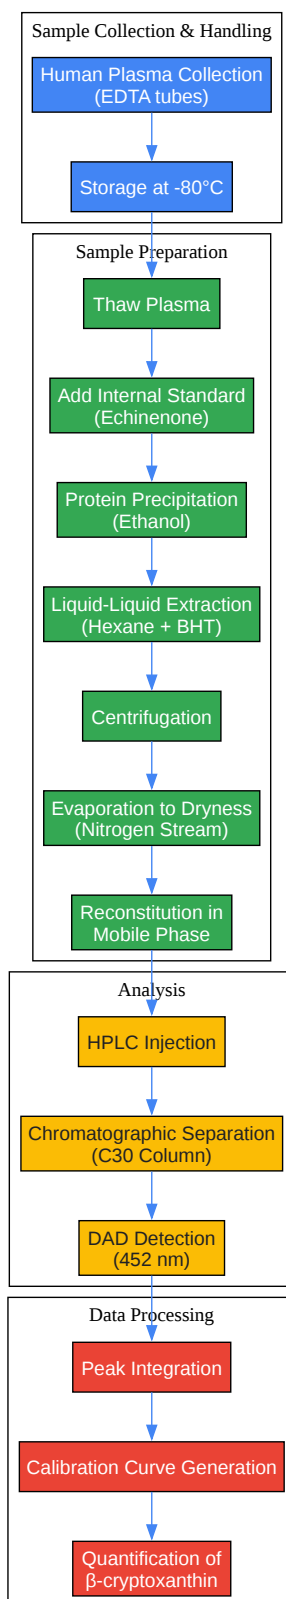 Sample Collection & Handling
Human Plasma Collection
(EDTA tubes)
Storage at -80°C
Sample Preparation
Thaw Plasma
Add Internal Standard
(Echinenone)
Protein Precipitation
(Ethanol)
Liquid-Liquid Extraction
(Hexane + BHT)
Centrifugation
Evaporation to Dryness
(Nitrogen Stream)
Reconstitution in
Mobile Phase
Analysis
HPLC Injection
Chromatographic Separation
(C30 Column)
DAD Detection
(452 nm)
Data Processing
Peak Integration
Calibration Curve Generation
Quantification of
β-cryptoxanthin